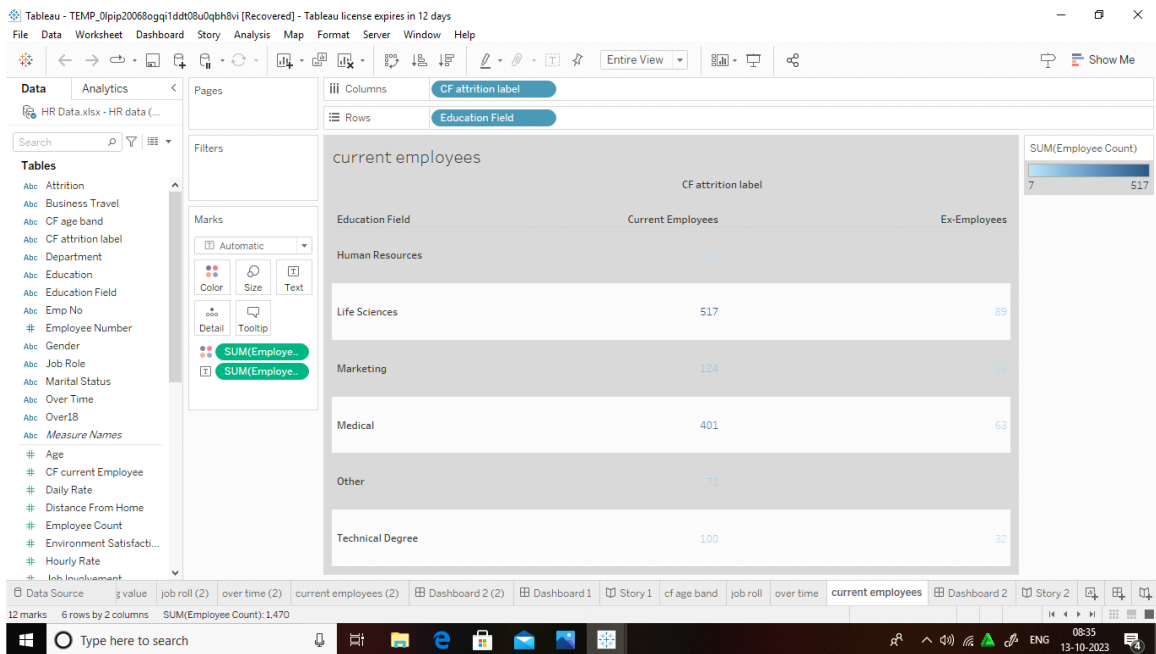 Tableau - TEMP_0lpip20068ogqi1ddt08u0qbh8vi [Recovered] - Tableau license expires in 12 days
File Data Worksheet Dashboard Story Analysis Map Format Server Window Help
Entire View
Show Me
Data Analytics
HR Data.xlsx - HR data (...
Search
Tables
Abc Attrition
Abc Business Travel
Abc CF age band
Abc CF attrition label
Abc Department
Abc Education
Abc Education Field
Abc Emp No
# Employee Number
Abc Gender
Abc Job Role
Abc Marital Status
Abc Over Time
Abc Over18
Abc Measure Names
# Age
# CF current Employee
# Daily Rate
# Distance From Home
# Employee Count
# Environment Satisfacti...
# Hourly Rate
# Job Involvement
Pages
Filters
Marks
Automatic
Color Size Text
Detail Tooltip
SUM(Employe..
SUM(Employe..
Columns CF attrition label
Rows Education Field
current employees
CF attrition label
Education Field Current Employees Ex-Employees
Human Resources
Life Sciences 517 89
Marketing 124
Medical 401 63
Other 71
Technical Degree 100 32
SUM(Employee Count)
7 517
Data Source g value job roll (2) over time (2) current employees (2) Dashboard 2 (2) Dashboard 1 Story 1 cf age band job roll over time current employees Dashboard 2 Story 2
12 marks 6 rows by 2 columns SUM(Employee Count): 1,470
Type here to search
ENG
08:35
13-10-2023
4